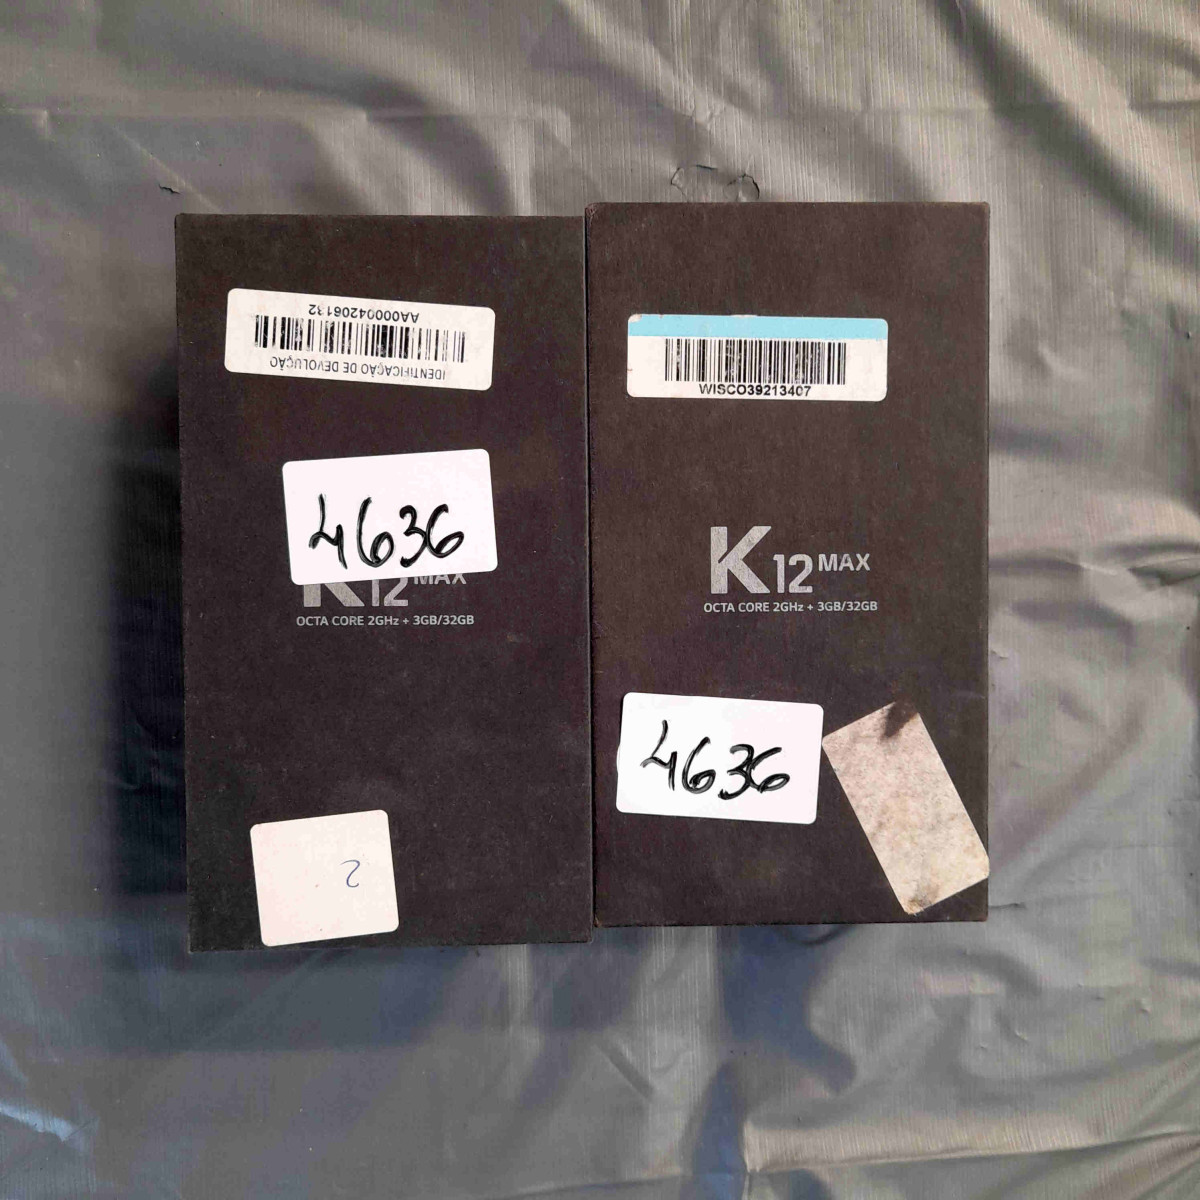 AA00004206132
IDENTIFICAÇÃO DE DEVOLUÇÃO
4636
K12 MAX
OCTA CORE 2GHz + 3GB/32GB
2
WISCO39213407
K12 MAX
OCTA CORE 2GHz + 3GB/32GB
4636